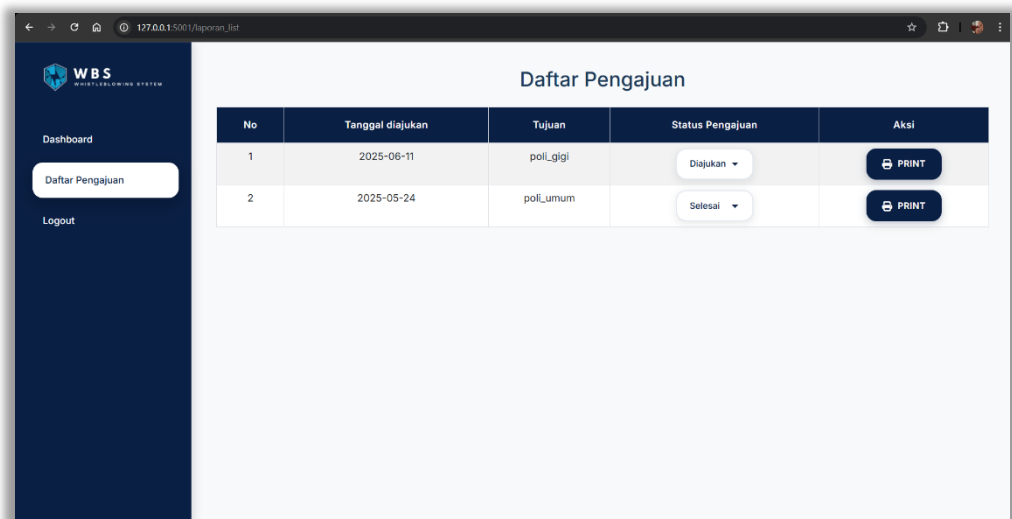 127.0.0.1:5001/laporan_list
WBS
WHISTLEBLOWING SYSTEM
Dashboard
Daftar Pengajuan
Logout
Daftar Pengajuan
No Tanggal diajukan Tujuan Status Pengajuan Aksi
1 2025-06-11 poli_gigi Diajukan PRINT
2 2025-05-24 poli_umum Selesai PRINT